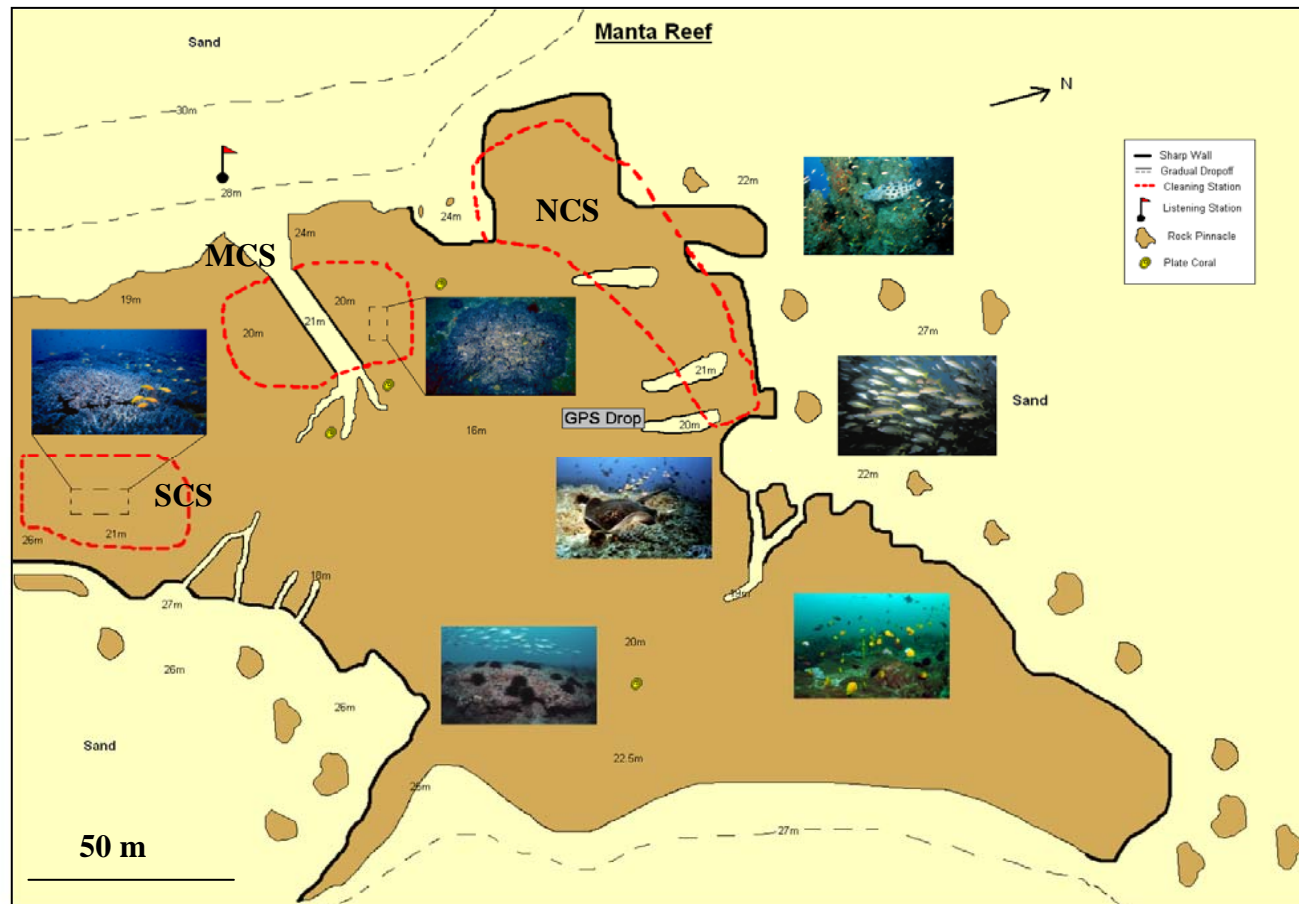 Manta Reef
Sand
N
30m
28m
Sharp Wall
Gradual Dropoff
Cleaning Station
Listening Station
Rock Pinnacle
Plate Coral
22m
24m
NCS
24m
MCS
19m
20m
21m
20m
27m
21m
Sand
GPS Drop
20m
16m
22m
SCS
21m
26m
18m
27m
20m
26m
26m
Sand
22.5m
27m
50 m